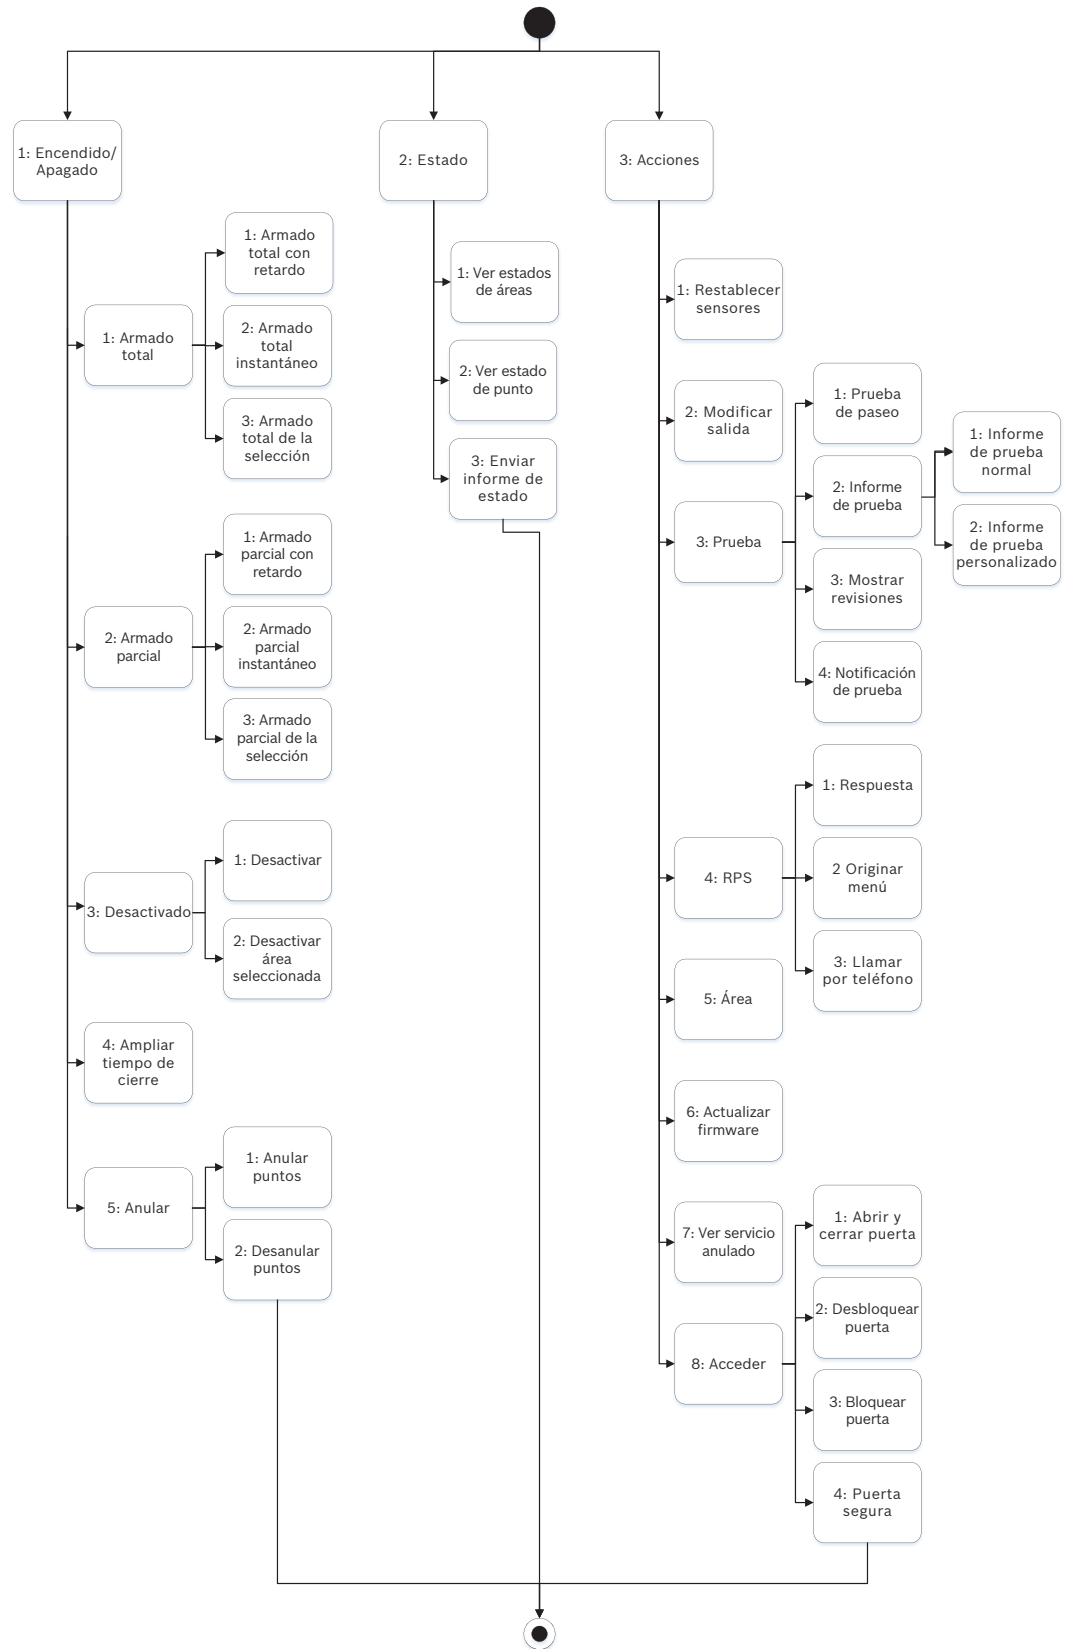 1: Encendido/
Apagado
1: Armado
total
1: Armado
total con
retardo
2: Armado
total
instantáneo
3: Armado
total de la
selección
2: Armado
parcial
1: Armado
parcial con
retardo
2: Armado
parcial
instantáneo
3: Armado
parcial de la
selección
3: Desactivado
1: Desactivar
2: Desactivar
área
seleccionada
4: Ampliar
tiempo de
cierre
5: Anular
1: Anular
puntos
2: Desanular
puntos
2: Estado
1: Ver estados
de áreas
2: Ver estado
de punto
3: Enviar
informe de
estado
3: Acciones
1: Restablecer
sensores
2: Modificar
salida
3: Prueba
1: Prueba
de paseo
2: Informe
de prueba
1: Informe
de prueba
normal
2: Informe
de prueba
personalizado
3: Mostrar
revisiones
4: Notificación
de prueba
4: RPS
1: Respuesta
2 Originar
menú
3: Llamar
por teléfono
5: Área
6: Actualizar
firmware
7: Ver servicio
anulado
8: Acceder
1: Abrir y
cerrar puerta
2: Desbloquear
puerta
3: Bloquear
puerta
4: Puerta
segura